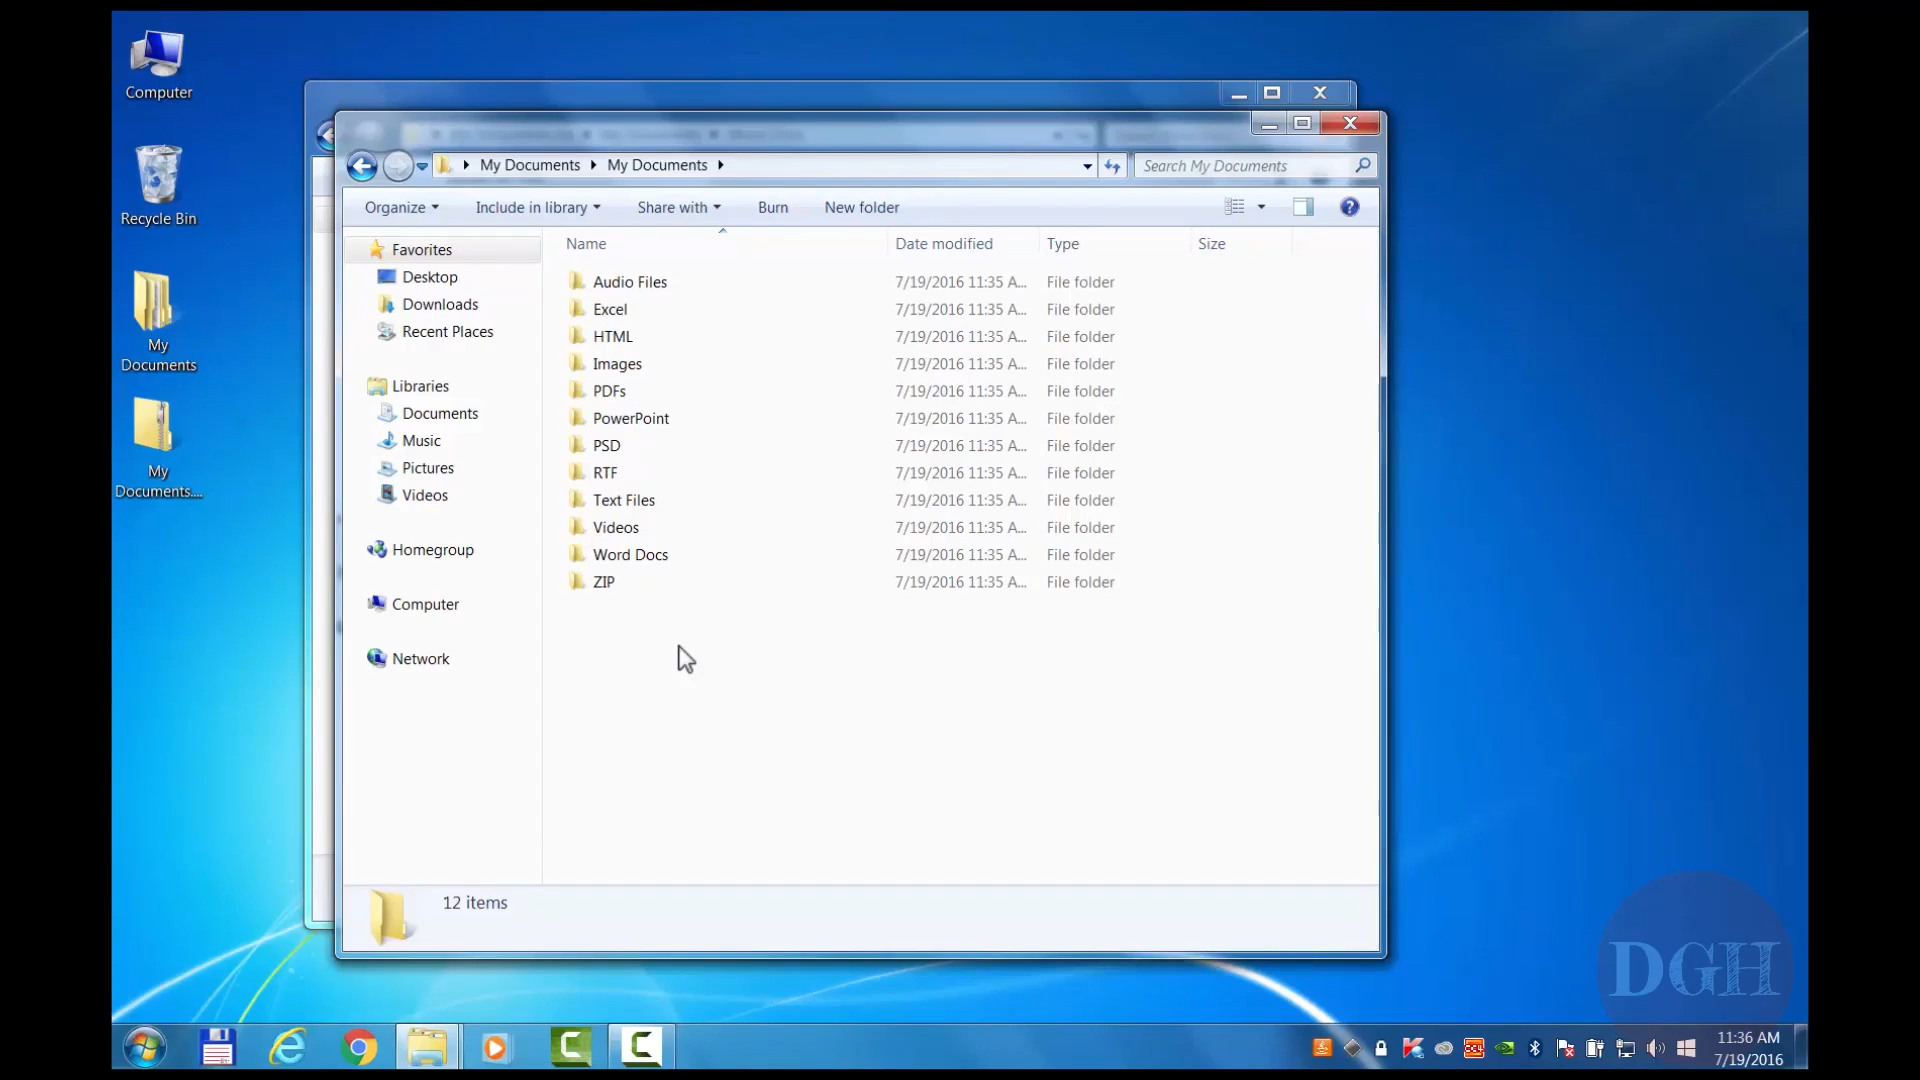 Computer
Recycle Bin
My
Documents
My
Documents....
My Documents My Documents
Search My Documents
Organize Include in library Share with Burn New folder
Name Date modified Type Size
Favorites
Desktop
Downloads
Recent Places
Libraries
Documents
Music
Pictures
Videos
Homegroup
Computer
Network
Audio Files 7/19/2016 11:35 A... File folder
Excel 7/19/2016 11:35 A... File folder
HTML 7/19/2016 11:35 A... File folder
Images 7/19/2016 11:35 A... File folder
PDFs 7/19/2016 11:35 A... File folder
PowerPoint 7/19/2016 11:35 A... File folder
PSD 7/19/2016 11:35 A... File folder
RTF 7/19/2016 11:35 A... File folder
Text Files 7/19/2016 11:35 A... File folder
Videos 7/19/2016 11:35 A... File folder
Word Docs 7/19/2016 11:35 A... File folder
ZIP 7/19/2016 11:35 A... File folder
12 items
DGH
11:36 AM
7/19/2016